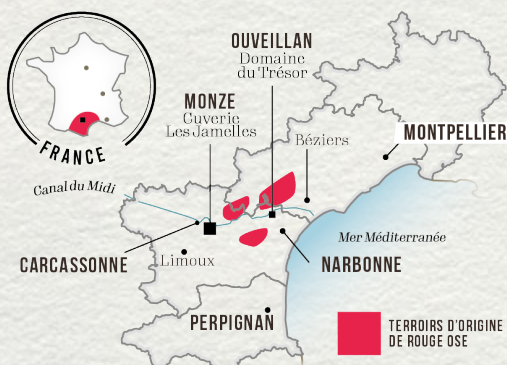 OUVEILLAN
Domaine
du Trésor
MONZE
Cuverie
Les Jamelles
Béziers
MONTPELLIER
FRANCE
Canal du Midi
Mer Méditerranée
CARCASSONNE
Limoux
NARBONNE
PERPIGNAN
TERROIRS D'ORIGINE
DE ROUGE OSE